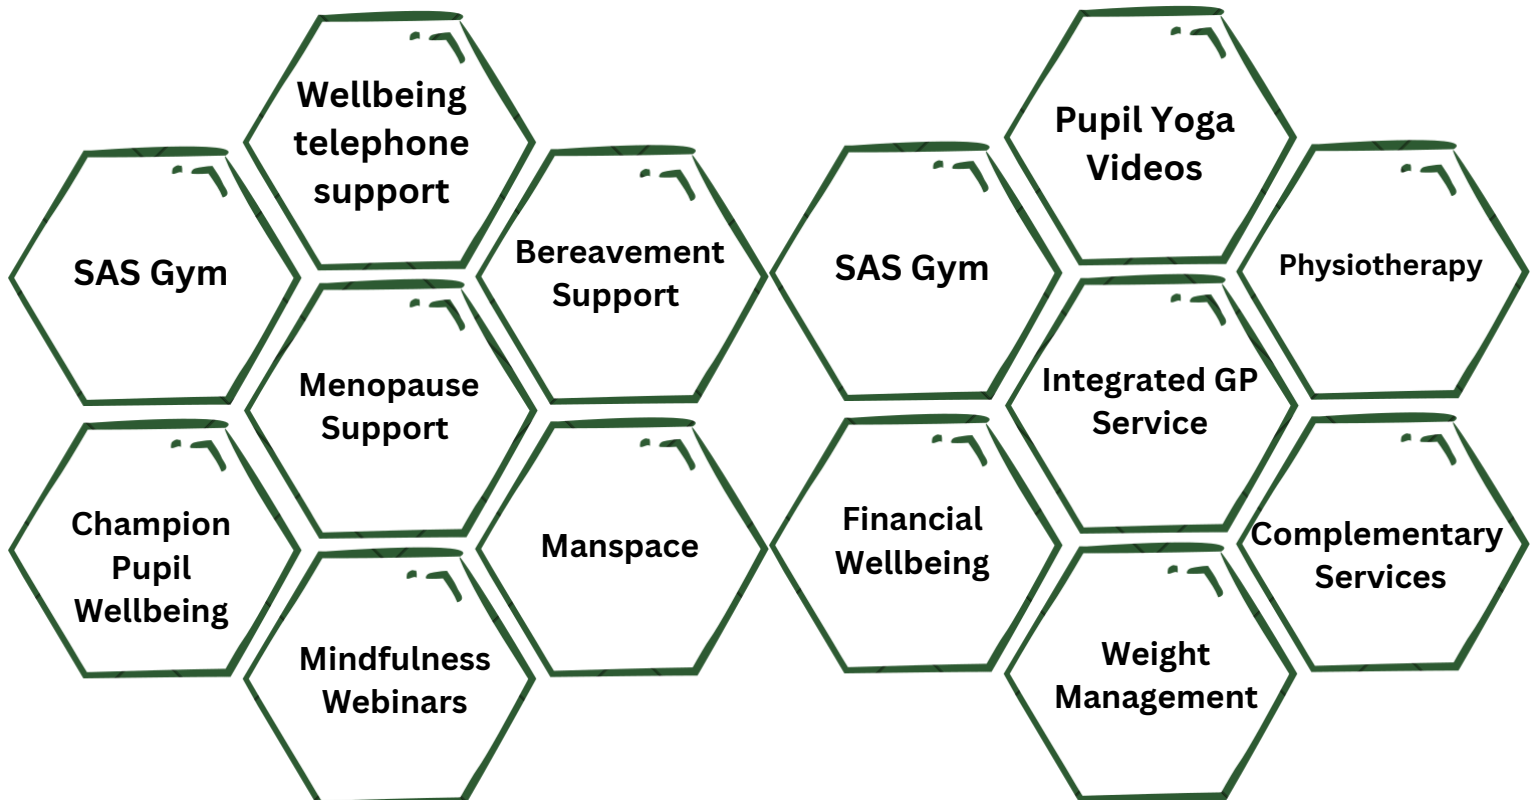 Wellbeing
telephone
support
SAS Gym
Bereavement
Support
Menopause
Support
Champion
Pupil
Wellbeing
Manspace
Mindfulness
Webinars
Pupil Yoga
Videos
SAS Gym
Physiotherapy
Integrated GP
Service
Financial
Wellbeing
Complementary
Services
Weight
Management